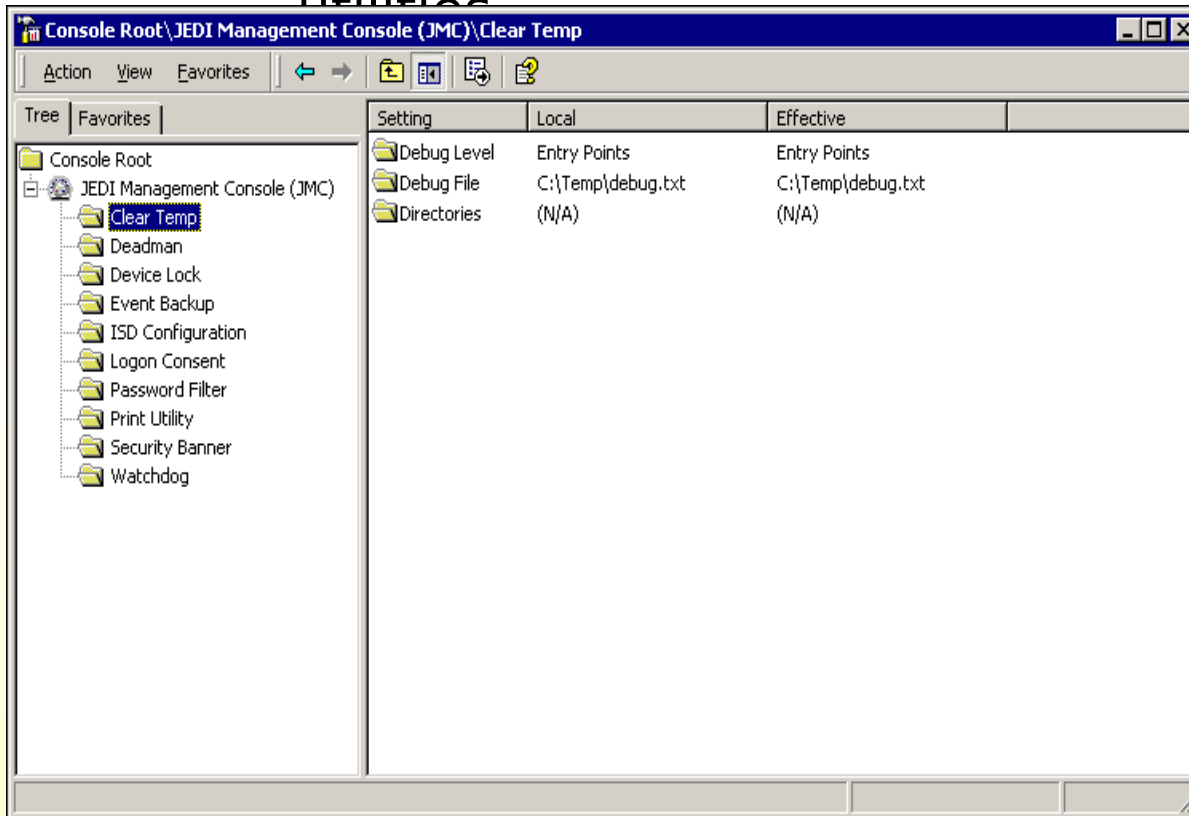 Utilities
Console Root\JEDI Management Console (JMC)\Clear Temp
Action View Favorites
Tree Favorites
Setting Local Effective
Console Root
JEDI Management Console (JMC)
Clear Temp
Deadman
Device Lock
Event Backup
ISD Configuration
Logon Consent
Password Filter
Print Utility
Security Banner
Watchdog
Debug Level Entry Points Entry Points
Debug File C:\Temp\debug.txt C:\Temp\debug.txt
Directories (N/A) (N/A)